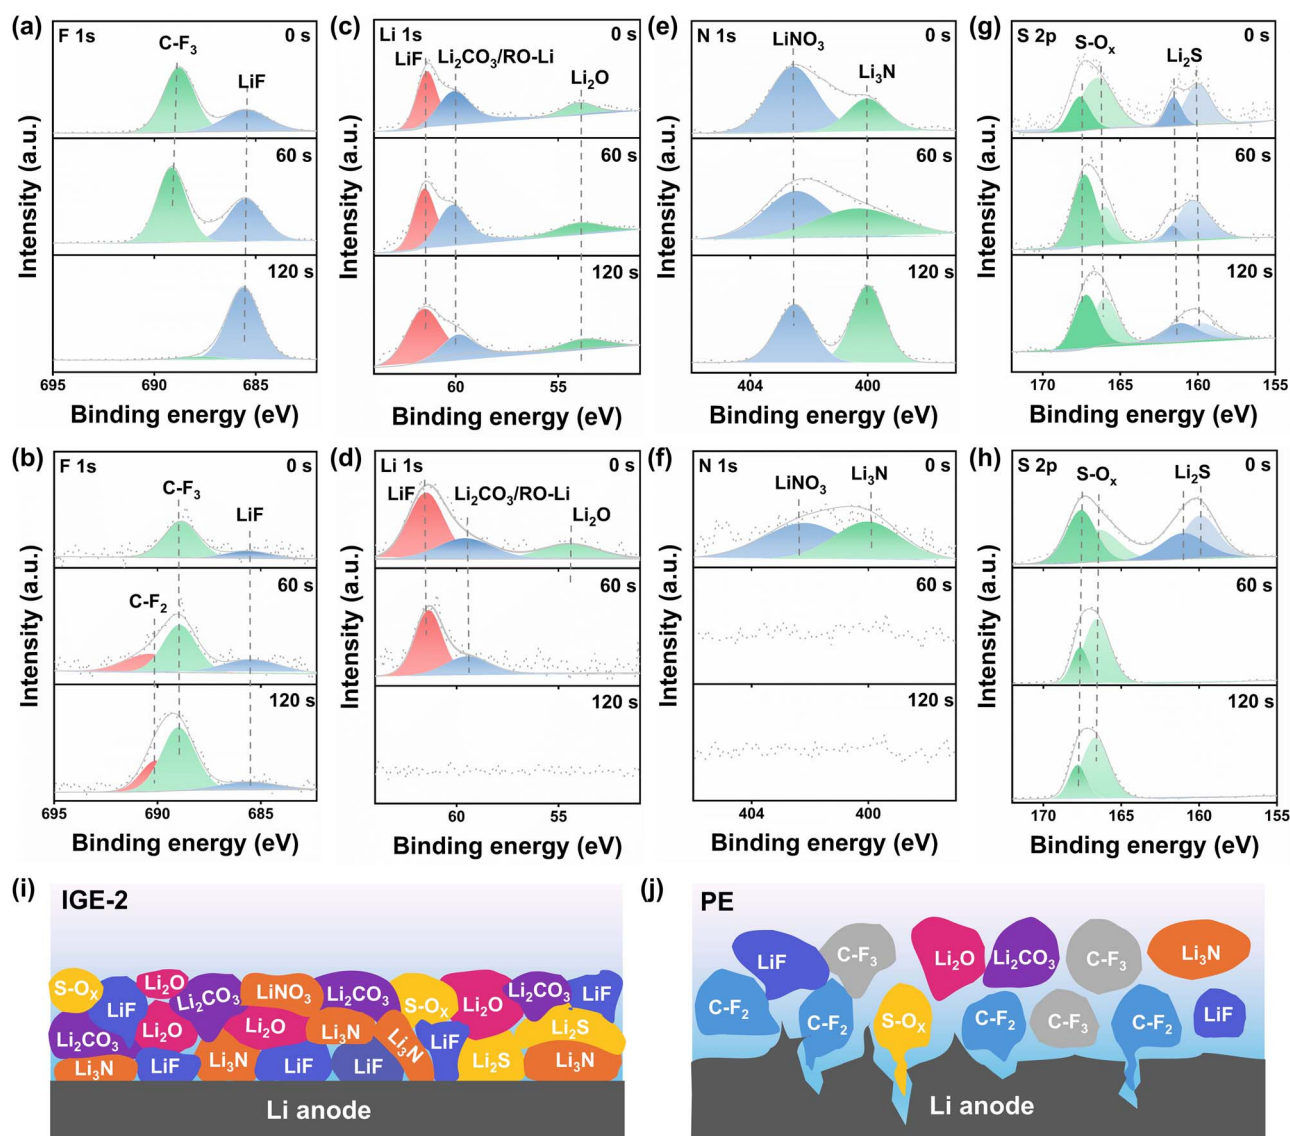 (a)
F 1s
0 s
C-F₃
LiF
60 s
120 s
695
690
685
Binding energy (eV)
Intensity (a.u.)
(c)
Li 1s
0 s
LiF
Li₂CO₃/RO-Li
Li₂O
60 s
120 s
60
55
Binding energy (eV)
Intensity (a.u.)
(e)
N 1s
0 s
LiNO₃
Li₃N
60 s
120 s
404
400
Binding energy (eV)
Intensity (a.u.)
(g)
S 2p
0 s
S-Oₓ
Li₂S
60 s
120 s
170
165
160
155
Binding energy (eV)
Intensity (a.u.)
(b)
F 1s
0 s
C-F₃
LiF
60 s
C-F₂
120 s
695
690
685
Binding energy (eV)
Intensity (a.u.)
(d)
Li 1s
0 s
LiF
Li₂CO₃/RO-Li
Li₂O
60 s
120 s
60
55
Binding energy (eV)
Intensity (a.u.)
(f)
N 1s
0 s
LiNO₃
Li₃N
60 s
120 s
404
400
Binding energy (eV)
Intensity (a.u.)
(h)
S 2p
0 s
S-Oₓ
Li₂S
60 s
120 s
170
165
160
155
Binding energy (eV)
Intensity (a.u.)
(i)
IGE-2
S-Oₓ
LiF
Li₂O
Li₂CO₃
LiNO₃
Li₂CO₃
S-Oₓ
Li₂O
Li₂CO₃
LiF
Li₂CO₃
Li₂O
Li₂O
Li₃N
Li₃N
LiF
Li₂S
Li₃N
LiF
Li₃N
LiF
LiF
Li₂S
Li₃N
Li anode
(j)
PE
LiF
C-F₃
Li₂O
Li₂CO₃
C-F₃
Li₃N
C-F₂
C-F₂
S-Oₓ
C-F₂
C-F₃
C-F₂
LiF
Li anode